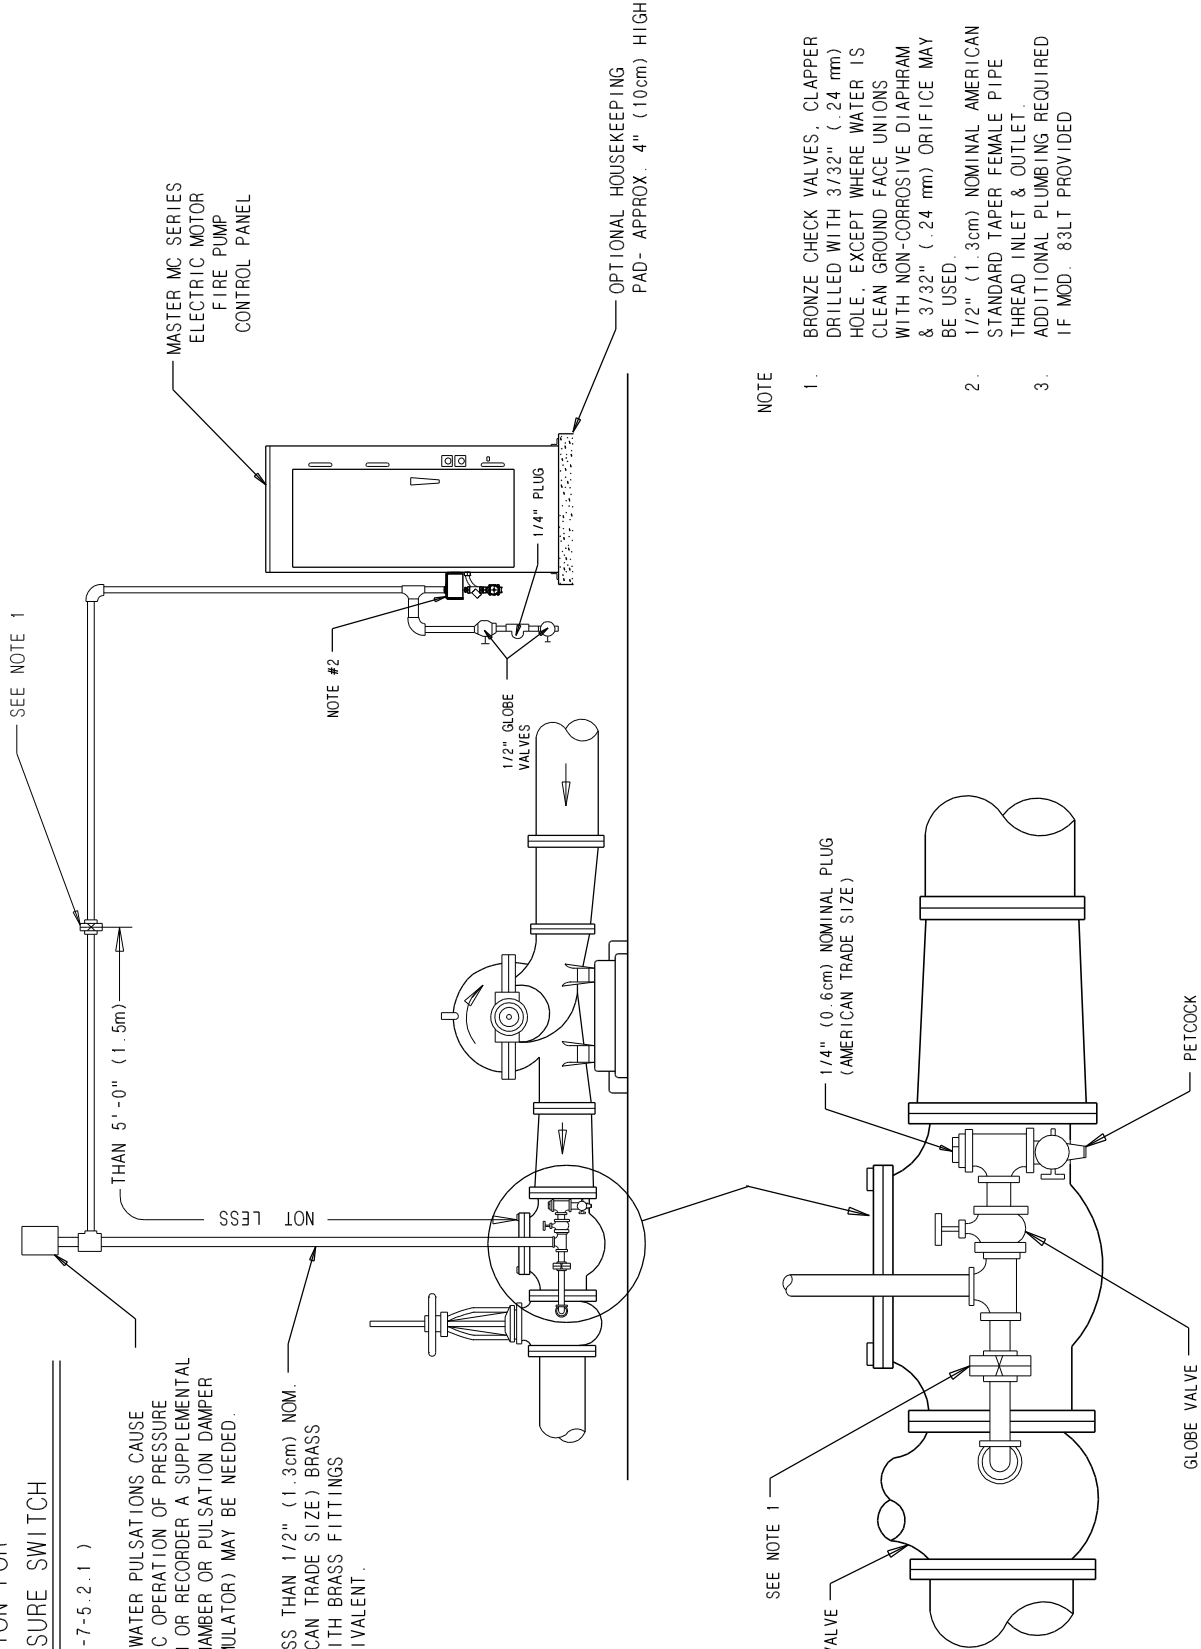 ION FOR
SURE SWITCH
-7-5.2.1 )
WATER PULSATIONS CAUSE
C OPERATION OF PRESSURE
OR RECORDER A SUPPLEMENTAL
AMBER OR PULSATION DAMPER
MULATOR) MAY BE NEEDED.
SS THAN 1/2" (1.3cm) NOM.
CAN TRADE SIZE) BRASS
ITH BRASS FITTINGS
IVALENT.
NOT LESS
THAN 5'-0" (1.5m)
SEE NOTE 1
MASTER MC SERIES
ELECTRIC MOTOR
FIRE PUMP
CONTROL PANEL
NOTE #2
1/2" GLOBE
VALVES
1/4" PLUG
OPTIONAL HOUSEKEEPING
PAD- APPROX. 4" (10cm) HIGH
SEE NOTE 1
VALVE
1/4" (0.6cm) NOMINAL PLUG
(AMERICAN TRADE SIZE)
GLOBE VALVE
PETCOCK
NOTE
1. BRONZE CHECK VALVES, CLAPPER
DRILLED WITH 3/32" (.24 mm)
HOLE, EXCEPT WHERE WATER IS
CLEAN GROUND FACE UNIONS
WITH NON-CORROSIVE DIAPHRAM
& 3/32" (.24 mm) ORIFICE MAY
BE USED.
2. 1/2" (1.3cm) NOMINAL AMERICAN
STANDARD TAPER FEMALE PIPE
THREAD INLET & OUTLET.
3. ADDITIONAL PLUMBING REQUIRED
IF MOD. 83LT PROVIDED